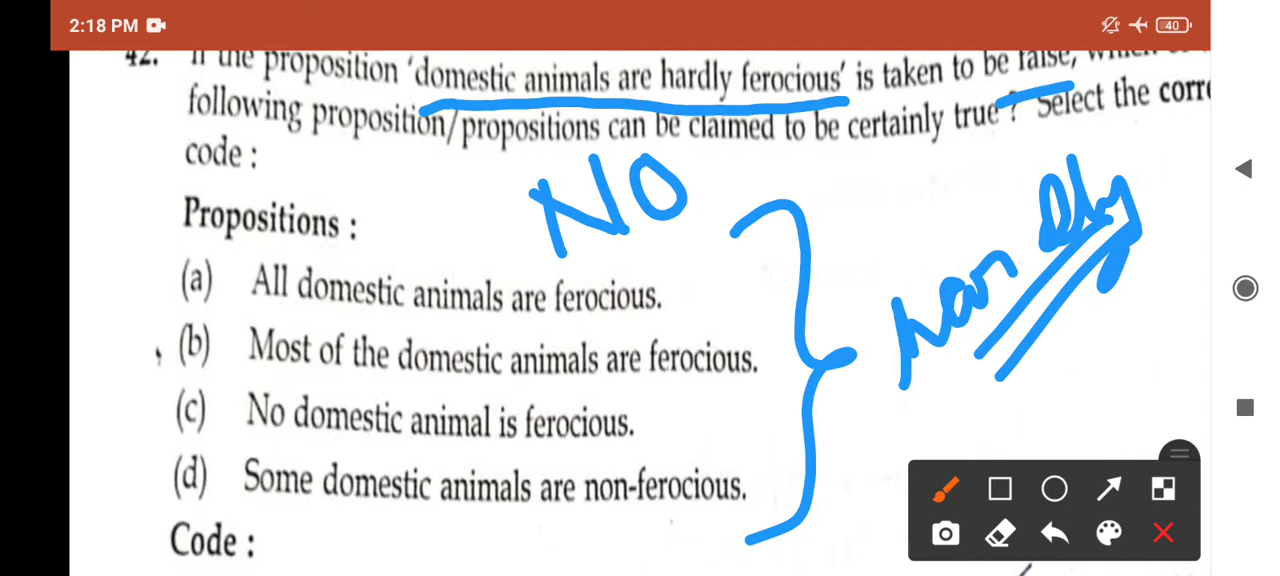 2:18 PM 40
42. If the proposition 'domestic animals are hardly ferocious' is taken to be false, which of
following proposition/propositions can be claimed to be certainly true ? Select the corre
code :
NO
Propositions :
(a) All domestic animals are ferocious.
(b) Most of the domestic animals are ferocious.
(c) No domestic animal is ferocious.
(d) Some domestic animals are non-ferocious.
Code :